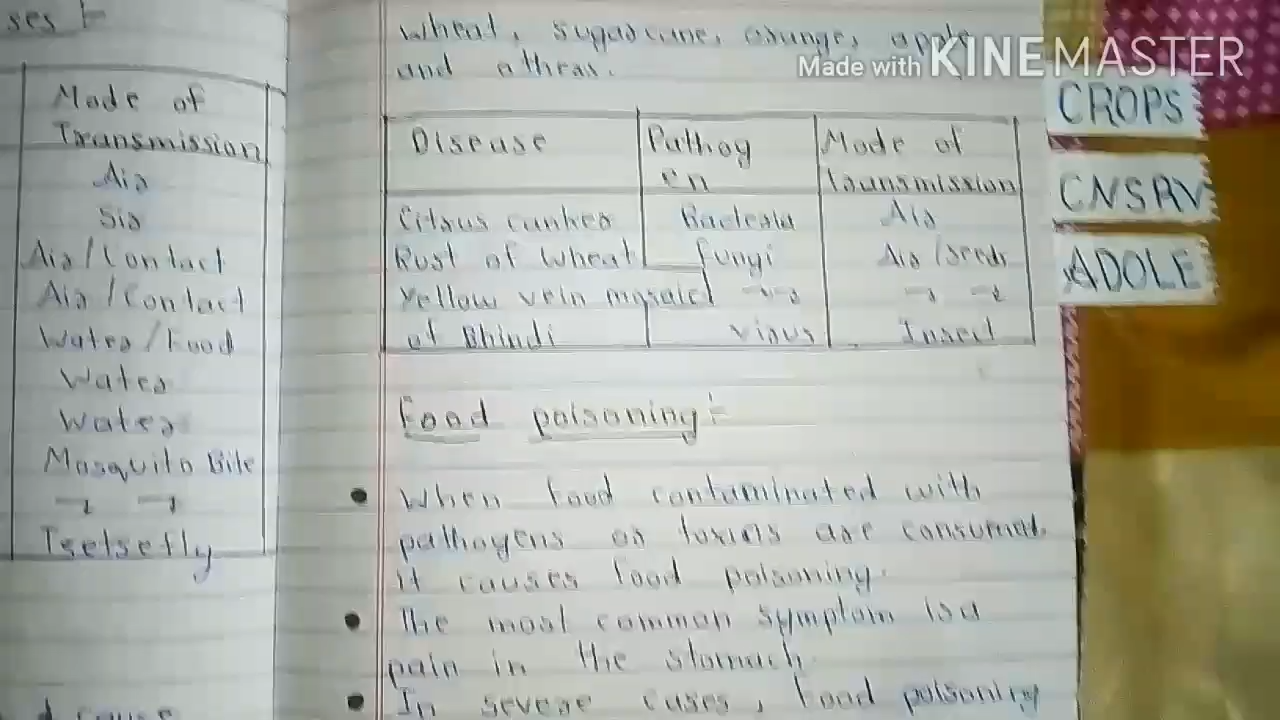 ses :-
Mode of
Transmission
Air
Air
Air/Contact
Air/Contact
Water/Food
Water
Water
Mosquito Bite
Tsetsefly
d cause
wheat, sugarcane, orange, apple
and others.
Disease Pathogen Mode of Transmission
Citrus canker Bacteria Air
Rust of Wheat fungi Air/Seeds
Yellow vein mosaic
of Bhindi virus Insect
Food poisoning :-
• When food contaminated with
pathogens or toxins are consumed
it causes food poisoning.
• The most common symptom is a
pain in the stomach
• In severe cases, food poisoning
Made with KINEMASTER
CROPS
CNSRV
ADOLE